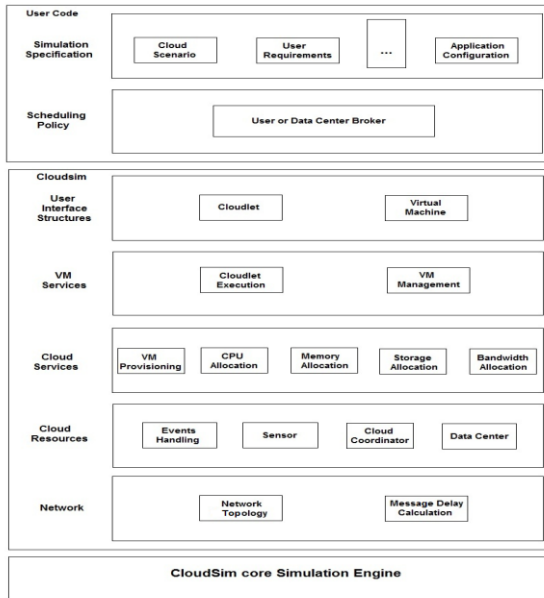 User Code
Simulation
Specification
Cloud
Scenario
User
Requirements
...
Application
Configuration
Scheduling
Policy
User or Data Center Broker
Cloudsim
User
Interface
Structures
Cloudlet
Virtual
Machine
VM
Services
Cloudlet
Execution
VM
Management
Cloud
Services
VM
Provisioning
CPU
Allocation
Memory
Allocation
Storage
Allocation
Bandwidth
Allocation
Cloud
Resources
Events
Handling
Sensor
Cloud
Coordinator
Data Center
Network
Network
Topology
Message Delay
Calculation
CloudSim core Simulation Engine